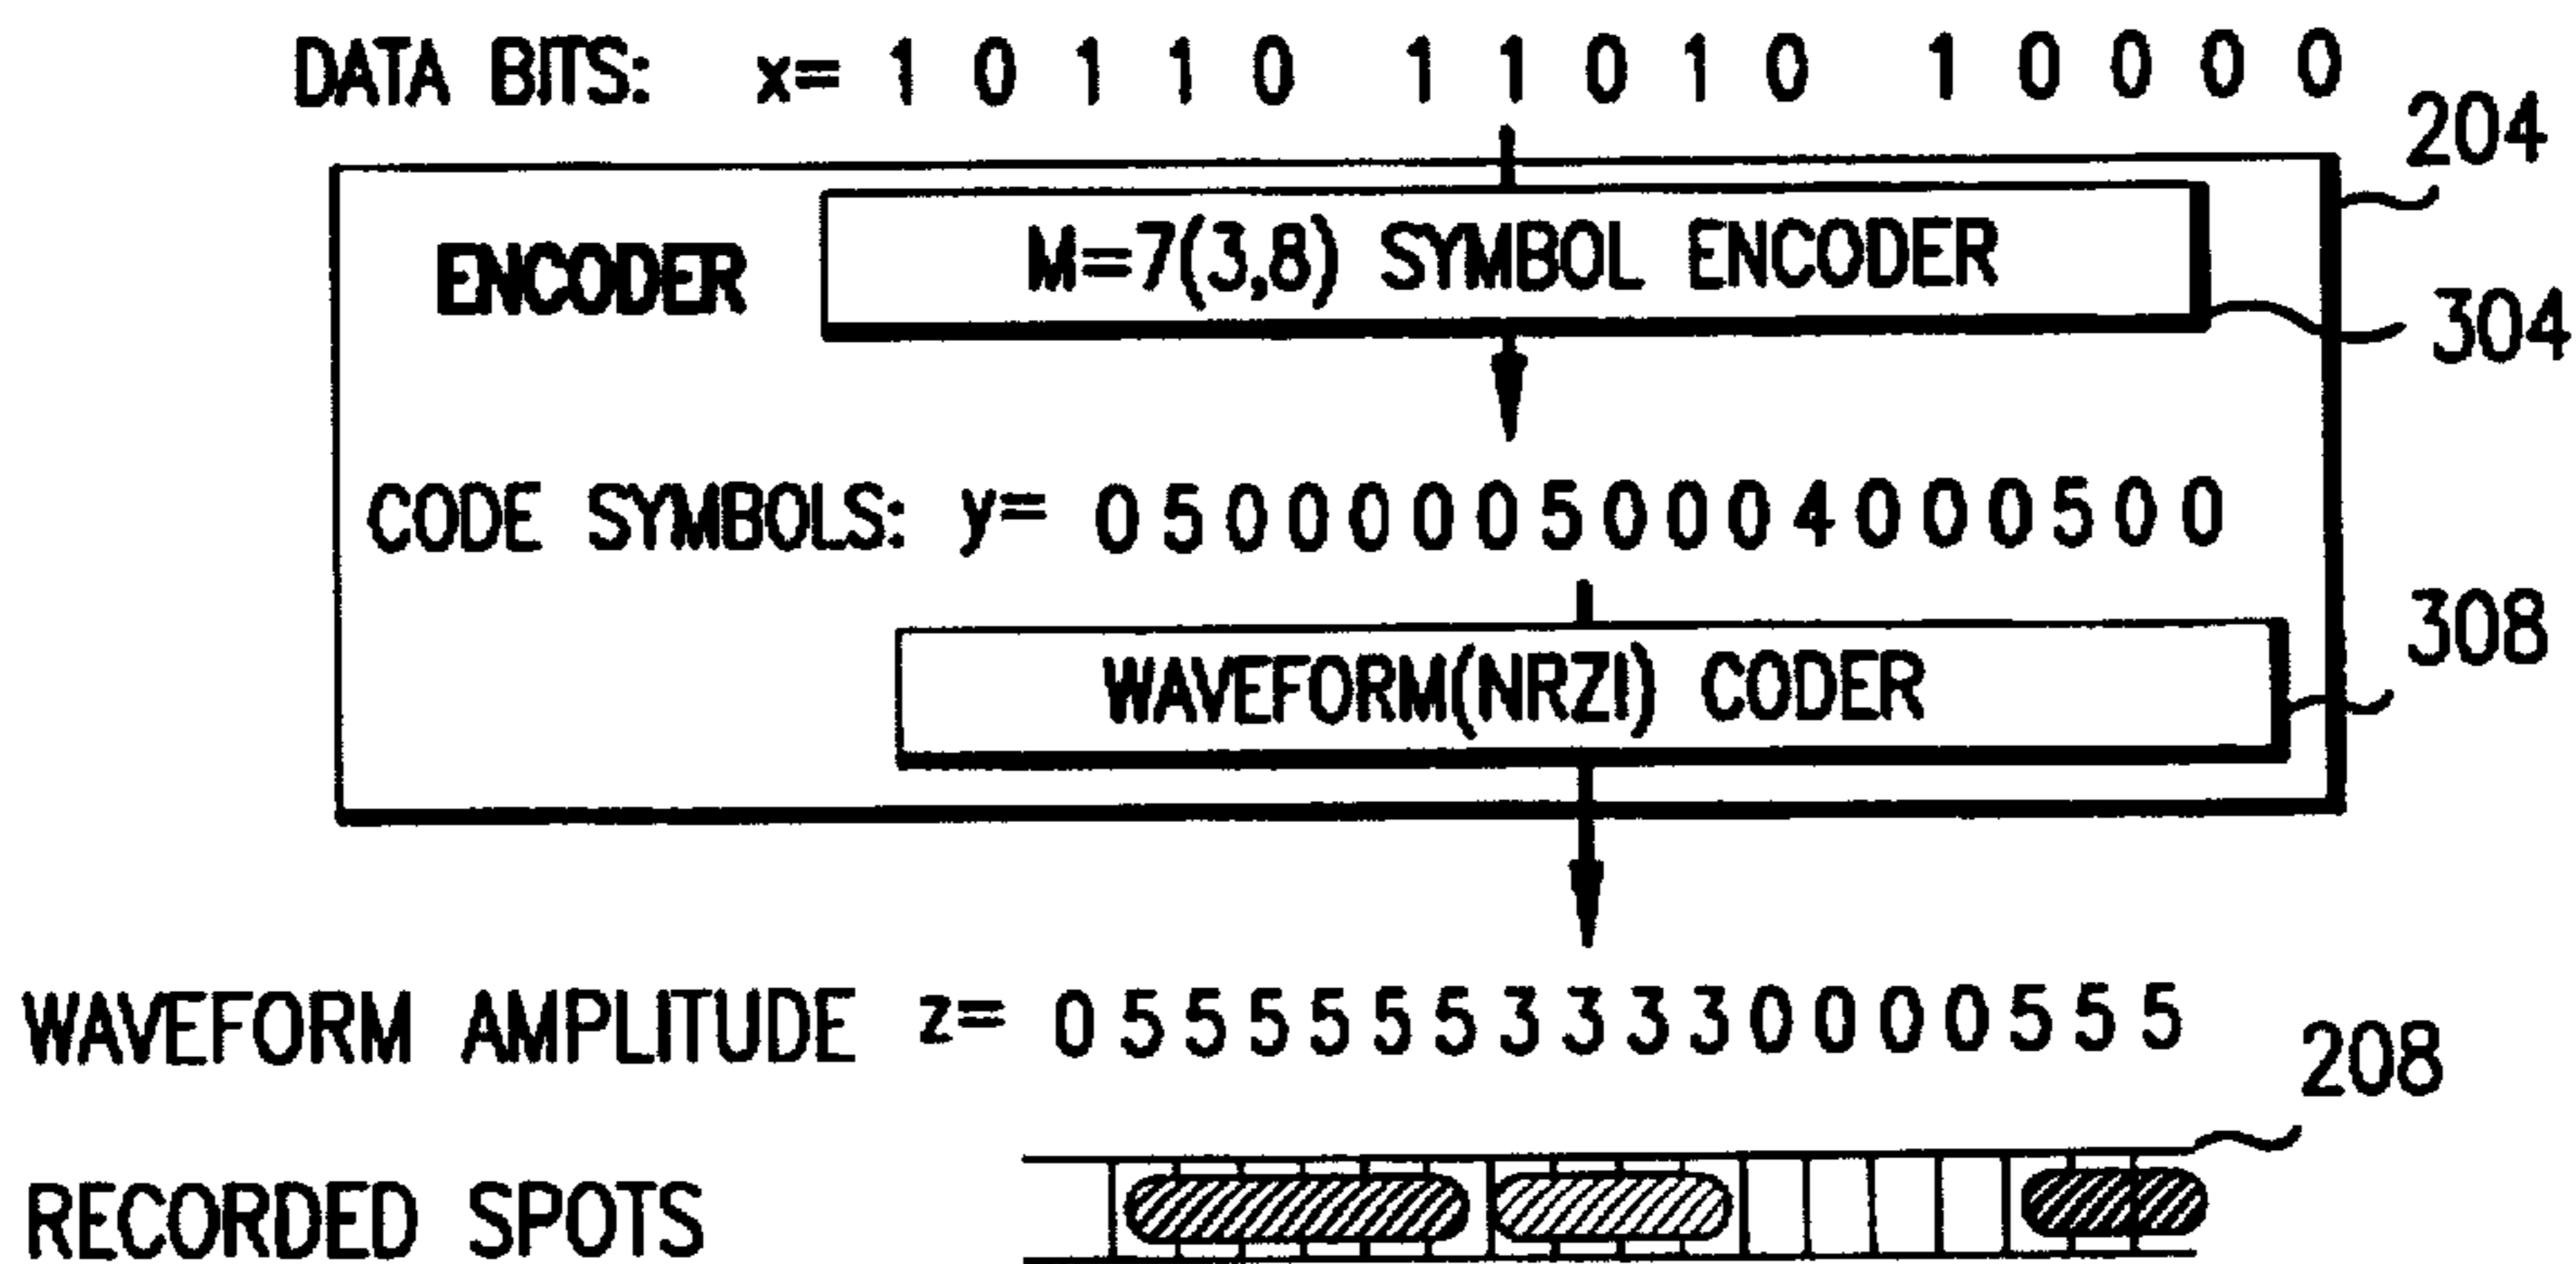 DATA BITS: x= 1 0 1 1 0 1 1 0 1 0 1 0 0 0 0
204
ENCODER
M=7(3,8) SYMBOL ENCODER
304
CODE SYMBOLS: y= 0 5 0 0 0 0 0 5 0 0 0 4 0 0 0 5 0 0
308
WAVEFORM(NRZI) CODER
WAVEFORM AMPLITUDE z= 0 5 5 5 5 5 5 3 3 3 3 0 0 0 0 5 5 5
208
RECORDED SPOTS